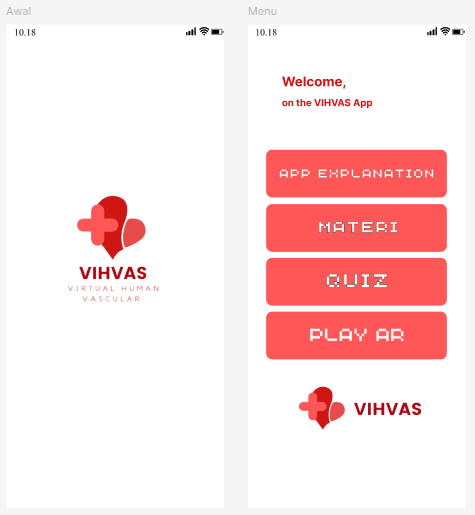 Awal
10.18
VIHVAS
VIRTUAL HUMAN
VASCULAR
Menu
10.18
Welcome,
on the VIHVAS App
APP EXPLANATION
MATERI
QUIZ
PLAY AR
VIHVAS